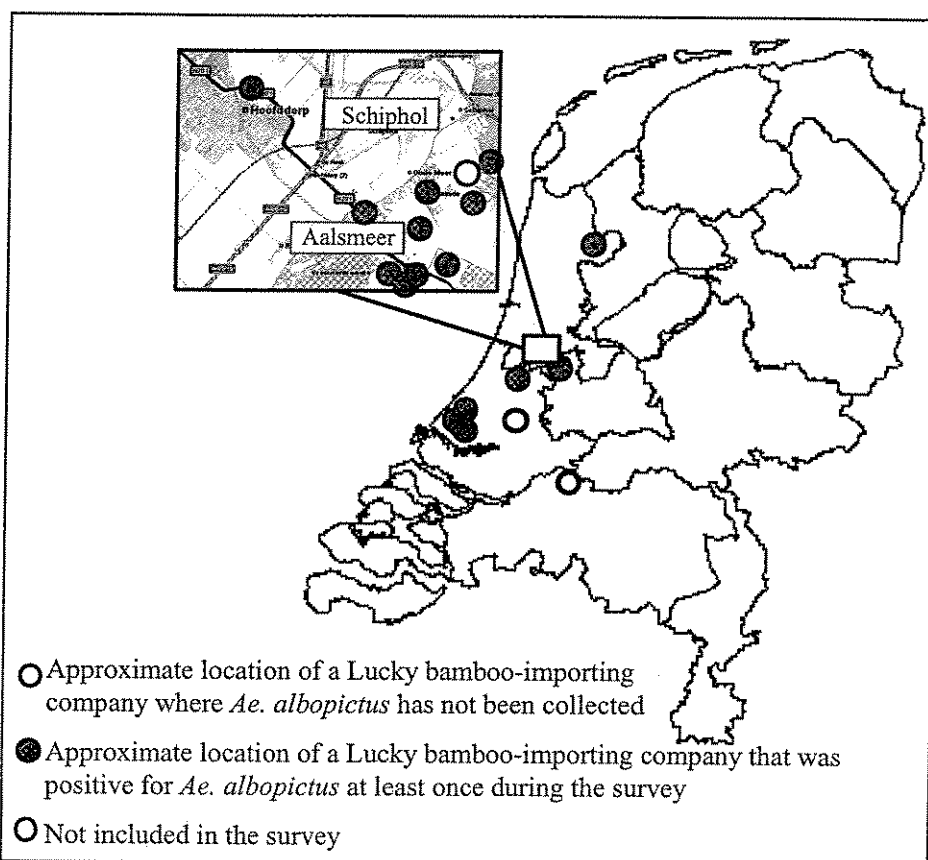 Schiphol
Hoofddorp
Aalsmeer
Approximate location of a Lucky bamboo-importing
company where Ae. albopictus has not been collected
Approximate location of a Lucky bamboo-importing company that was
positive for Ae. albopictus at least once during the survey
Not included in the survey